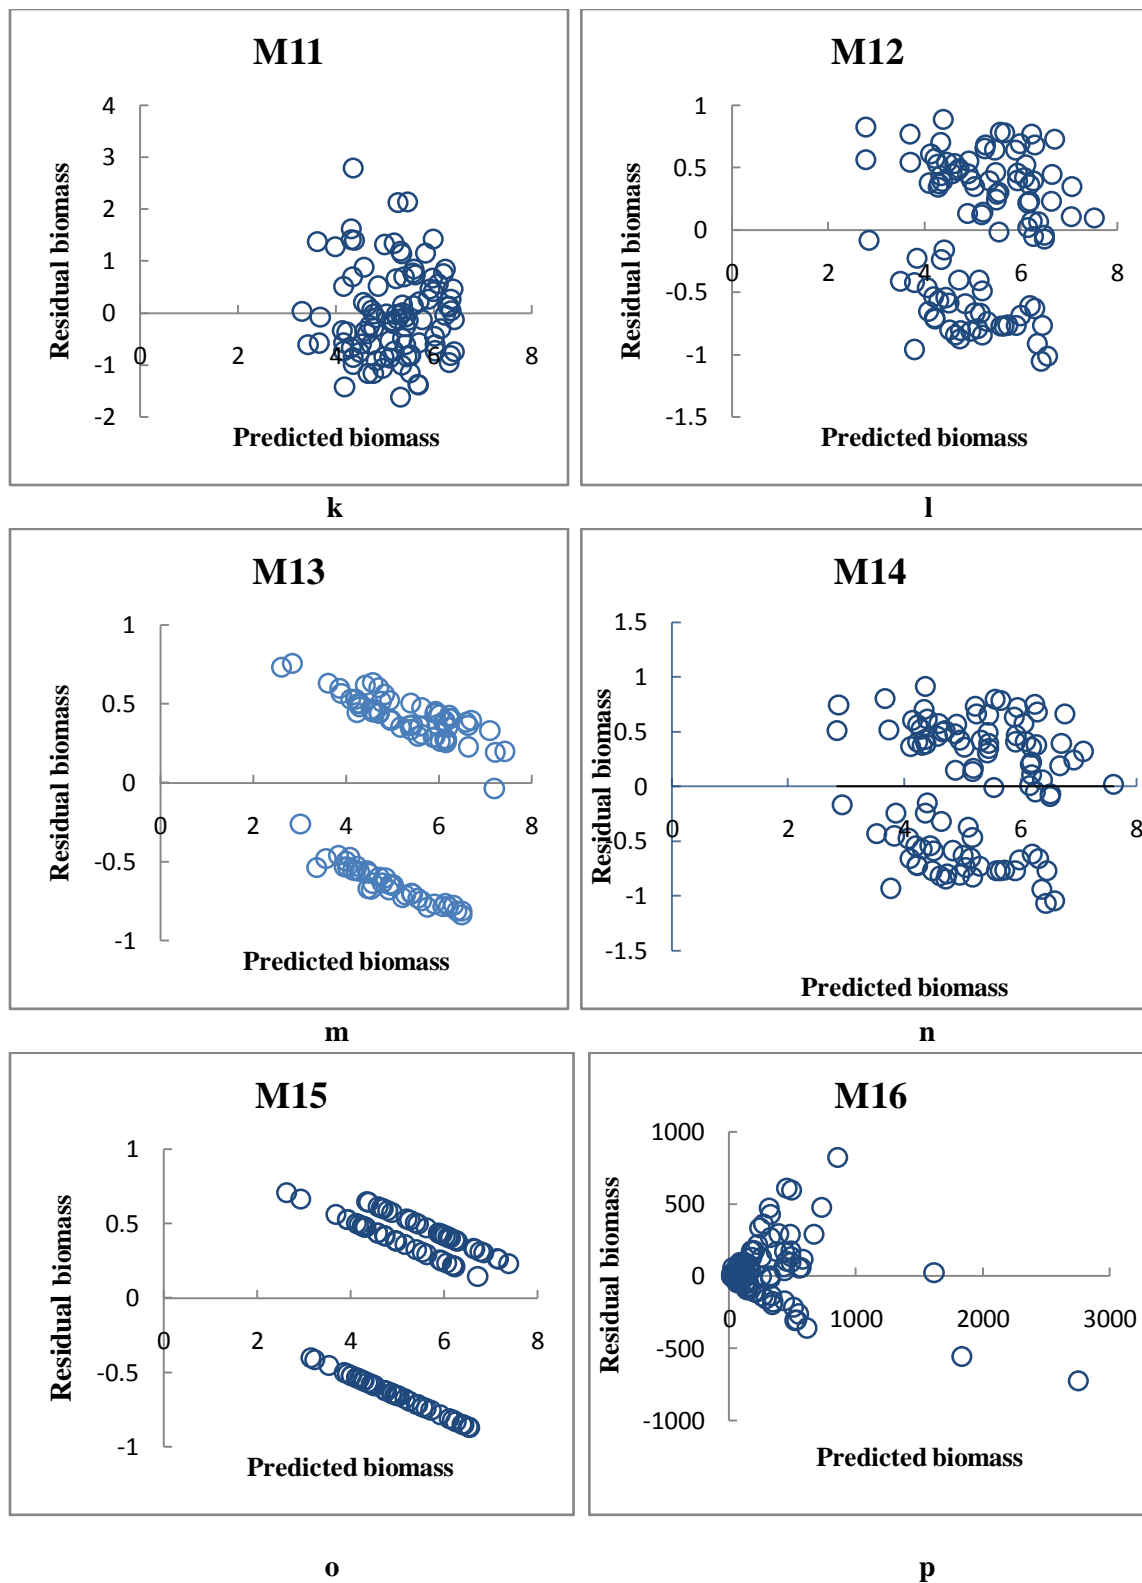 M11
4
3
2
1
0
-1
-2
0 2 4 6 8
Residual biomass
Predicted biomass
k
M12
1
0.5
0
-0.5
-1
-1.5
0 2 4 6 8
Residual biomass
Predicted biomass
l
M13
1
0.5
0
-0.5
-1
0 2 4 6 8
Residual biomass
Predicted biomass
m
M14
1.5
1
0.5
0
-0.5
-1
-1.5
0 2 4 6 8
Residual biomass
Predicted biomass
n
M15
1
0.5
0
-0.5
-1
0 2 4 6 8
Residual biomass
Predicted biomass
o
M16
1000
500
0
-500
-1000
0 1000 2000 3000
Residual biomass
Predicted biomass
p